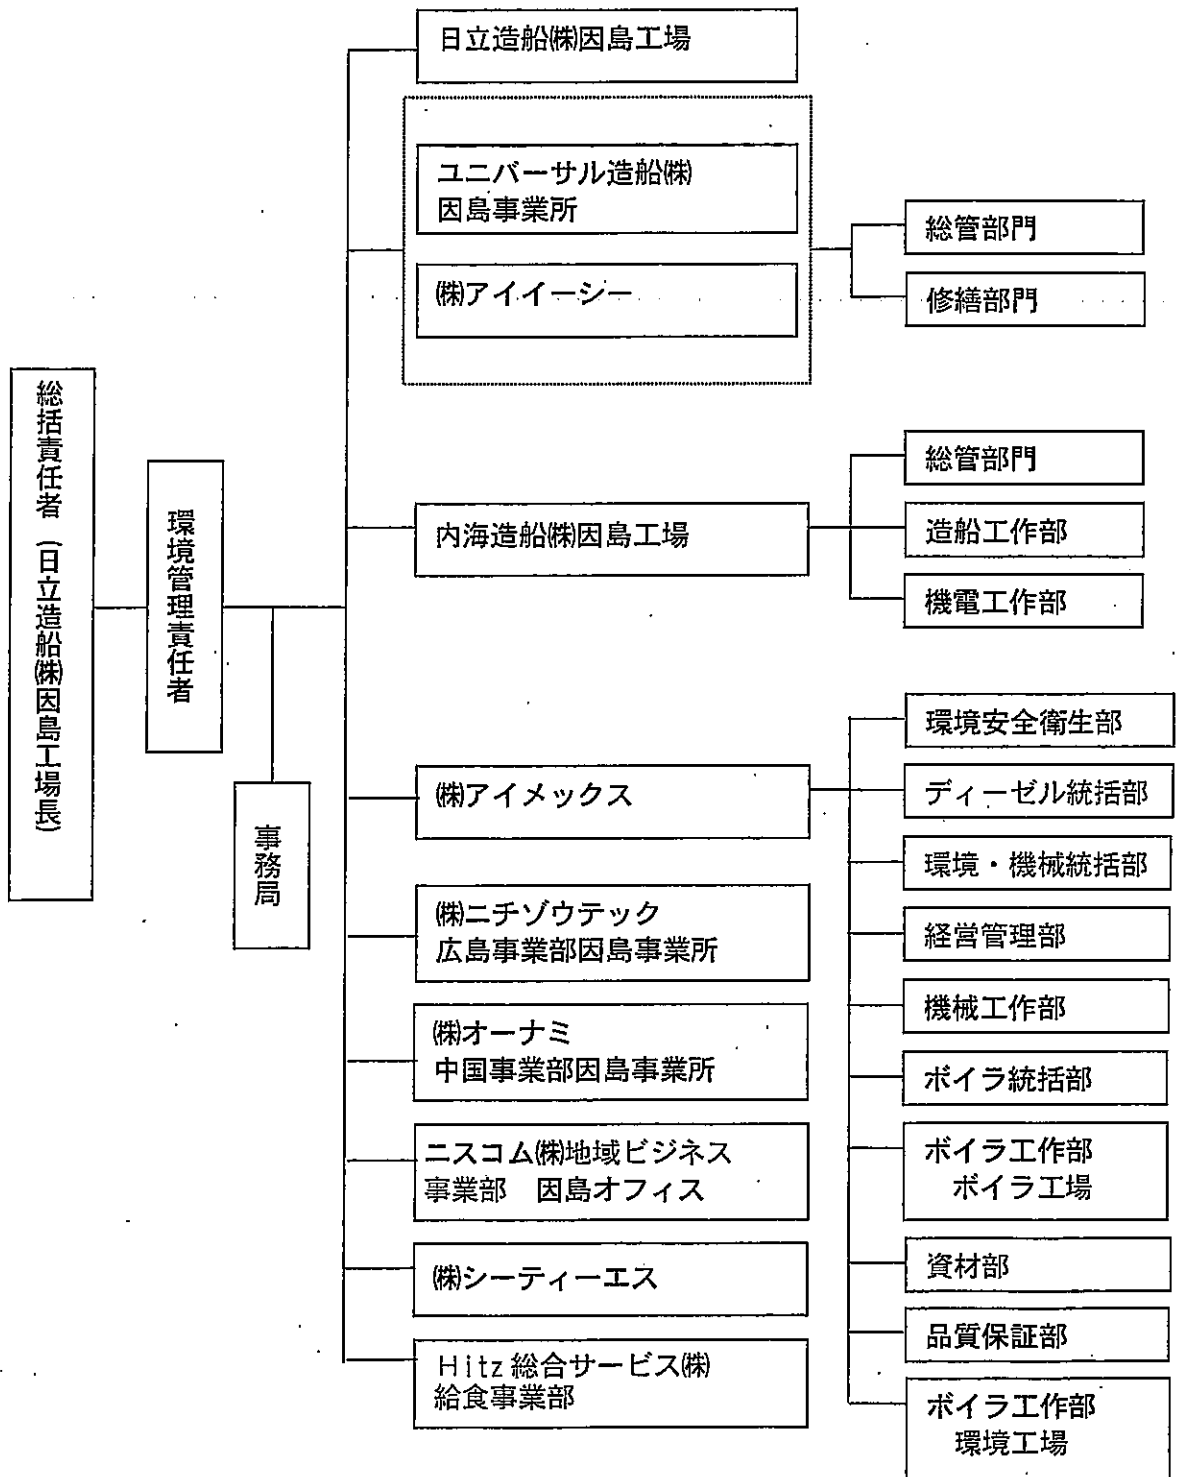 総括責任者（日立造船㈱因島工場長）
環境管理責任者
事務局
日立造船㈱因島工場
ユニバーサル造船㈱
因島事業所
㈱アイイーシー
総管部門
修繕部門
内海造船㈱因島工場
総管部門
造船工作部
機電工作部
㈱アイメックス
環境安全衛生部
ディーゼル統括部
環境・機械統括部
経営管理部
機械工作部
ボイラ統括部
ボイラ工作部
ボイラ工場
資材部
品質保証部
ボイラ工作部
環境工場
㈱ニチゾウテック
広島事業部因島事業所
㈱オーナミ
中国事業部因島事業所
ニスコム㈱地域ビジネス
事業部　因島オフィス
㈱シーティーエス
Hitz 総合サービス㈱
給食事業部